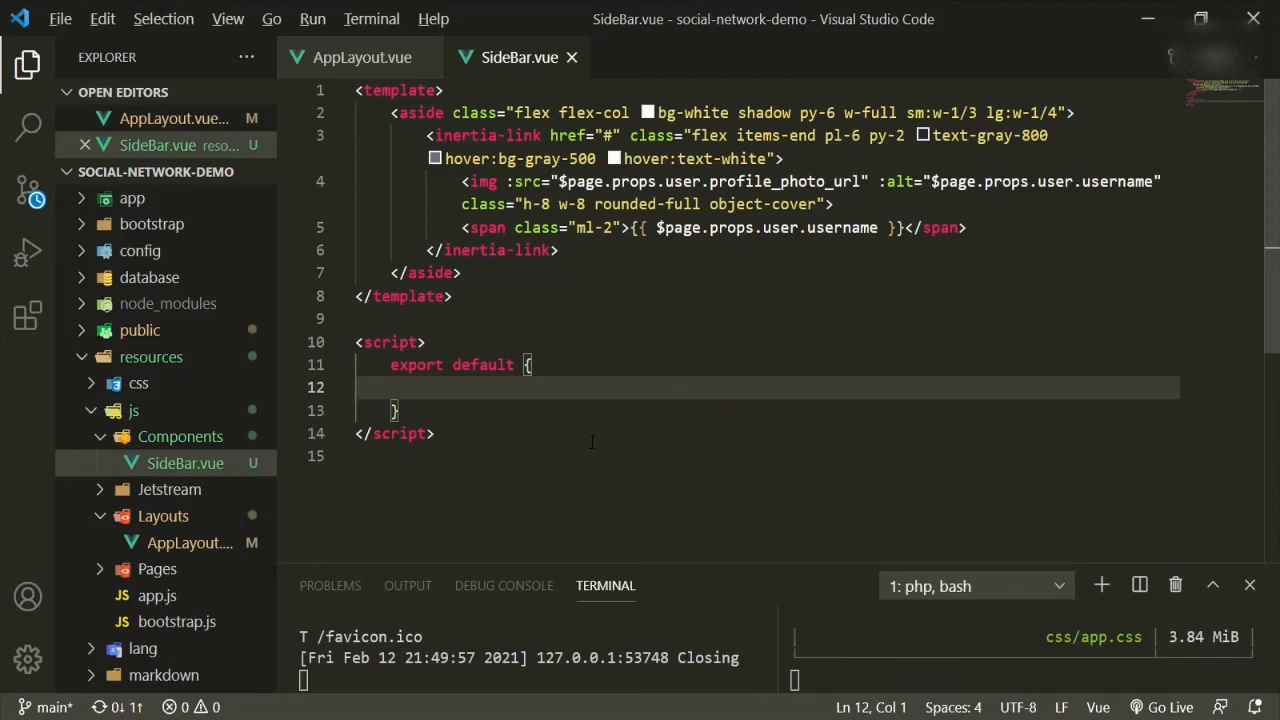 File Edit Selection View Go Run Terminal Help SideBar.vue - social-network-demo - Visual Studio Code
EXPLORER
AppLayout.vue
SideBar.vue
OPEN EDITORS
AppLayout.vue... M
SideBar.vue reso... U
SOCIAL-NETWORK-DEMO
app
bootstrap
config
database
node_modules
public
resources
css
js
Components
SideBar.vue U
Jetstream
Layouts
AppLayout.... M
Pages
app.js
bootstrap.js
lang
markdown
1 <template>
2 <aside class="flex flex-col bg-white shadow py-6 w-full sm:w-1/3 lg:w-1/4">
3 <inertia-link href="#" class="flex items-end pl-6 py-2 text-gray-800
hover:bg-gray-500 hover:text-white">
4 <img :src="$page.props.user.profile_photo_url" :alt="$page.props.user.username"
class="h-8 w-8 rounded-full object-cover">
5 <span class="ml-2">{{ $page.props.user.username }}</span>
6 </inertia-link>
7 </aside>
8 </template>
9
10 <script>
11 export default {
12
13 }
14 </script>
15
PROBLEMS OUTPUT DEBUG CONSOLE TERMINAL 1: php, bash
T /favicon.ico
[Fri Feb 12 21:49:57 2021] 127.0.0.1:53748 Closing
css/app.css | 3.84 MiB
main* 0↓ 1↑ 0 0 Ln 12, Col 1 Spaces: 4 UTF-8 LF Vue Go Live